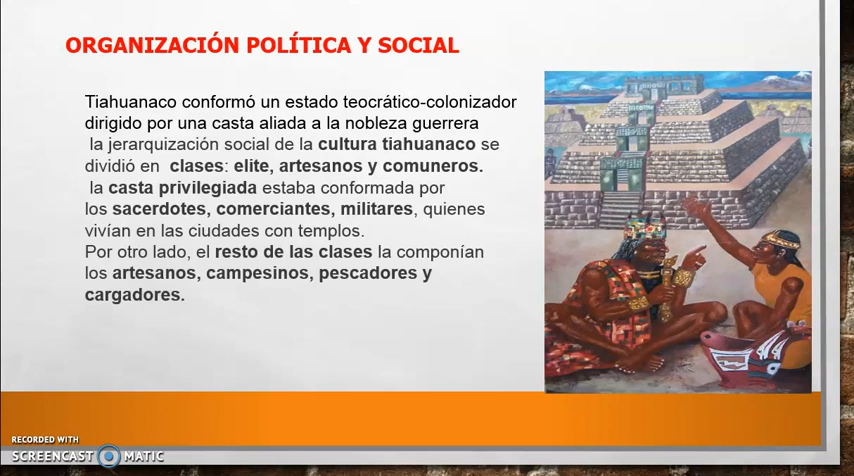 ORGANIZACIÓN POLÍTICA Y SOCIAL
Tiahuanaco conformó un estado teocrático-colonizador
dirigido por una casta aliada a la nobleza guerrera
la jerarquización social de la cultura tiahuanaco se
dividió en clases: elite, artesanos y comuneros.
la casta privilegiada estaba conformada por
los sacerdotes, comerciantes, militares, quienes
vivían en las ciudades con templos.
Por otro lado, el resto de las clases la componían
los artesanos, campesinos, pescadores y
cargadores.
RECORDED WITH
SCREENCAST MATIC